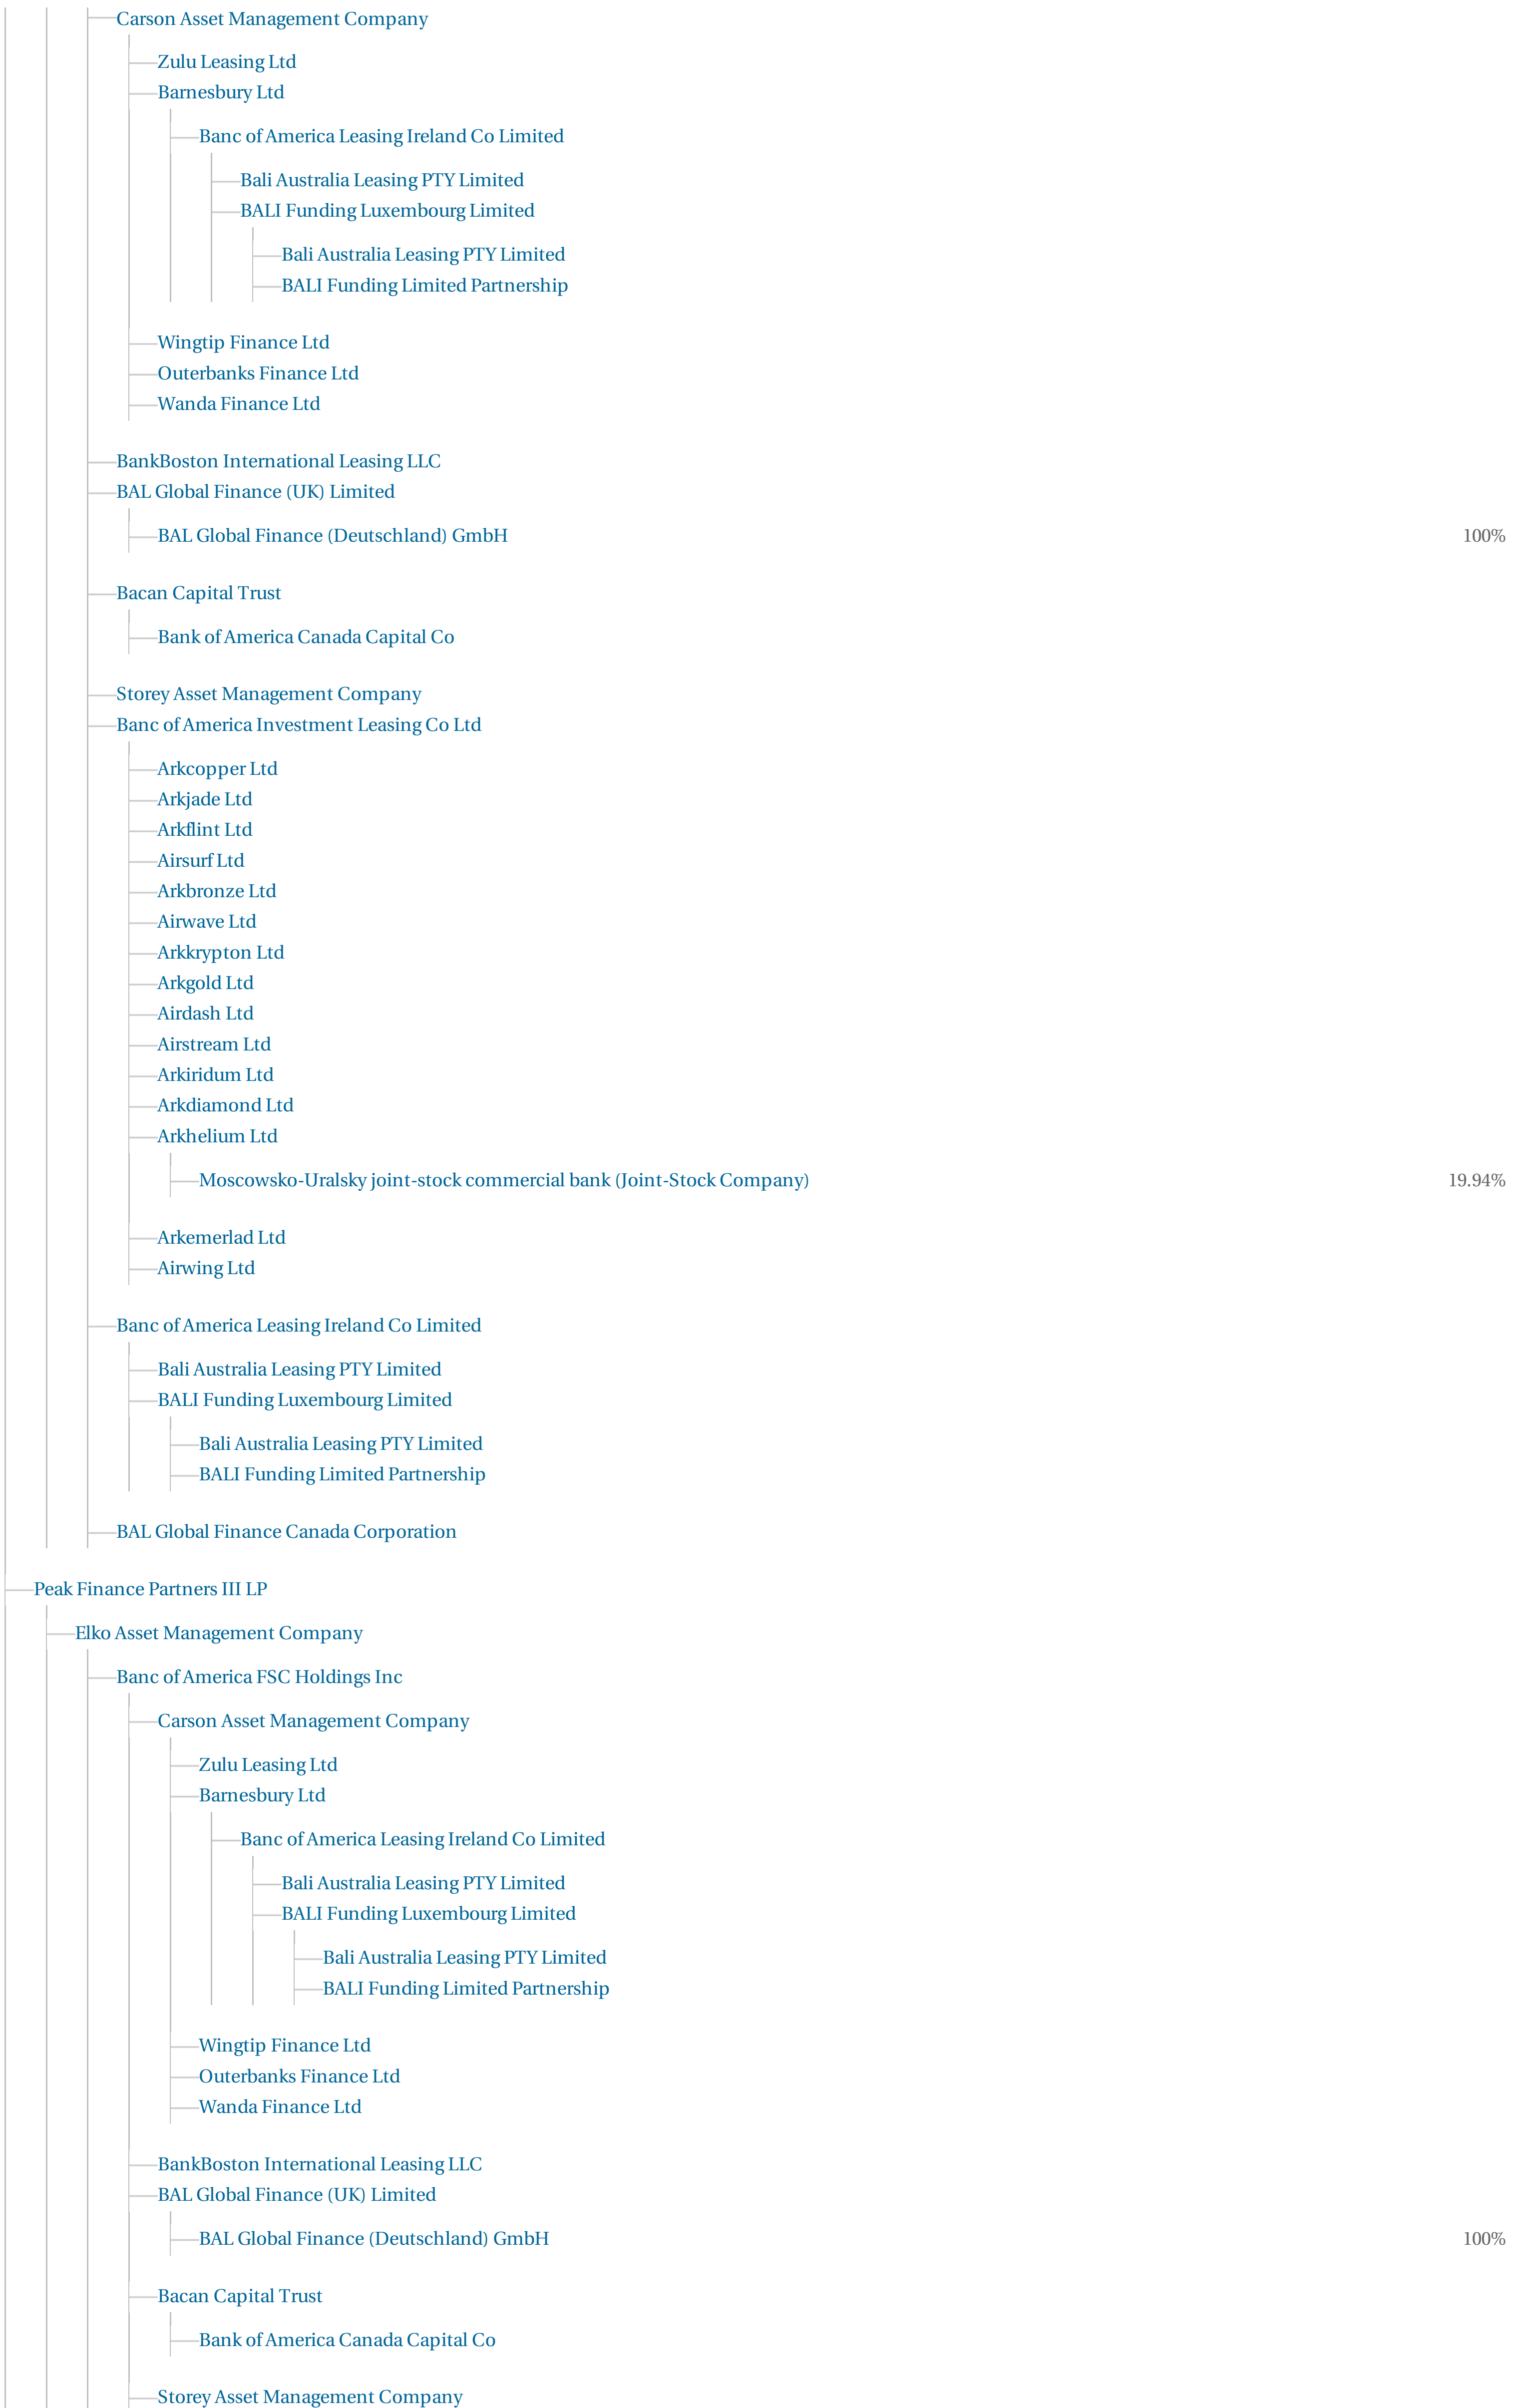 Carson Asset Management Company
Zulu Leasing Ltd
Barnesbury Ltd
Banc of America Leasing Ireland Co Limited
Bali Australia Leasing PTY Limited
BALI Funding Luxembourg Limited
Bali Australia Leasing PTY Limited
BALI Funding Limited Partnership
Wingtip Finance Ltd
Outerbanks Finance Ltd
Wanda Finance Ltd
BankBoston International Leasing LLC
BAL Global Finance (UK) Limited
BAL Global Finance (Deutschland) GmbH 100%
Bacan Capital Trust
Bank of America Canada Capital Co
Storey Asset Management Company
Banc of America Investment Leasing Co Ltd
Arkcopper Ltd
Arkjade Ltd
Arkflint Ltd
Airsurf Ltd
Arkbronze Ltd
Airwave Ltd
Arkkrypton Ltd
Arkgold Ltd
Airdash Ltd
Airstream Ltd
Arkiridum Ltd
Arkdiamond Ltd
Arkhelium Ltd
Moscowsko-Uralsky joint-stock commercial bank (Joint-Stock Company) 19.94%
Arkemerlad Ltd
Airwing Ltd
Banc of America Leasing Ireland Co Limited
Bali Australia Leasing PTY Limited
BALI Funding Luxembourg Limited
Bali Australia Leasing PTY Limited
BALI Funding Limited Partnership
BAL Global Finance Canada Corporation
Peak Finance Partners III LP
Elko Asset Management Company
Banc of America FSC Holdings Inc
Carson Asset Management Company
Zulu Leasing Ltd
Barnesbury Ltd
Banc of America Leasing Ireland Co Limited
Bali Australia Leasing PTY Limited
BALI Funding Luxembourg Limited
Bali Australia Leasing PTY Limited
BALI Funding Limited Partnership
Wingtip Finance Ltd
Outerbanks Finance Ltd
Wanda Finance Ltd
BankBoston International Leasing LLC
BAL Global Finance (UK) Limited
BAL Global Finance (Deutschland) GmbH 100%
Bacan Capital Trust
Bank of America Canada Capital Co
Storey Asset Management Company